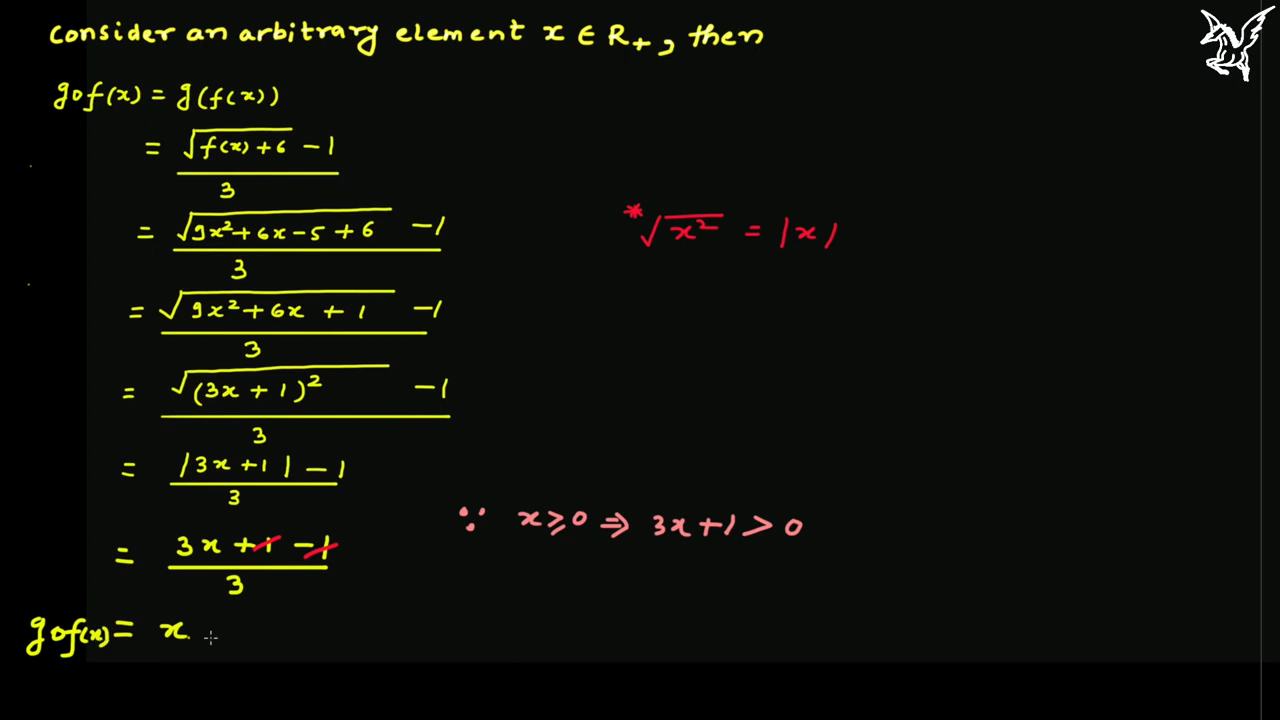 consider an arbitrary element x ∈ R₊, then
gof(x) = g(f(x))
= (√(f(x)+6) - 1) / 3
= (√(9x²+6x-5+6) - 1) / 3
* √(x²) = |x|
= (√(9x²+6x+1) - 1) / 3
= (√((3x+1)²) - 1) / 3
= (|3x+1| - 1) / 3
∵ x ≥ 0 ⇒ 3x+1 > 0
= (3x+1-1) / 3
gof(x) = x.